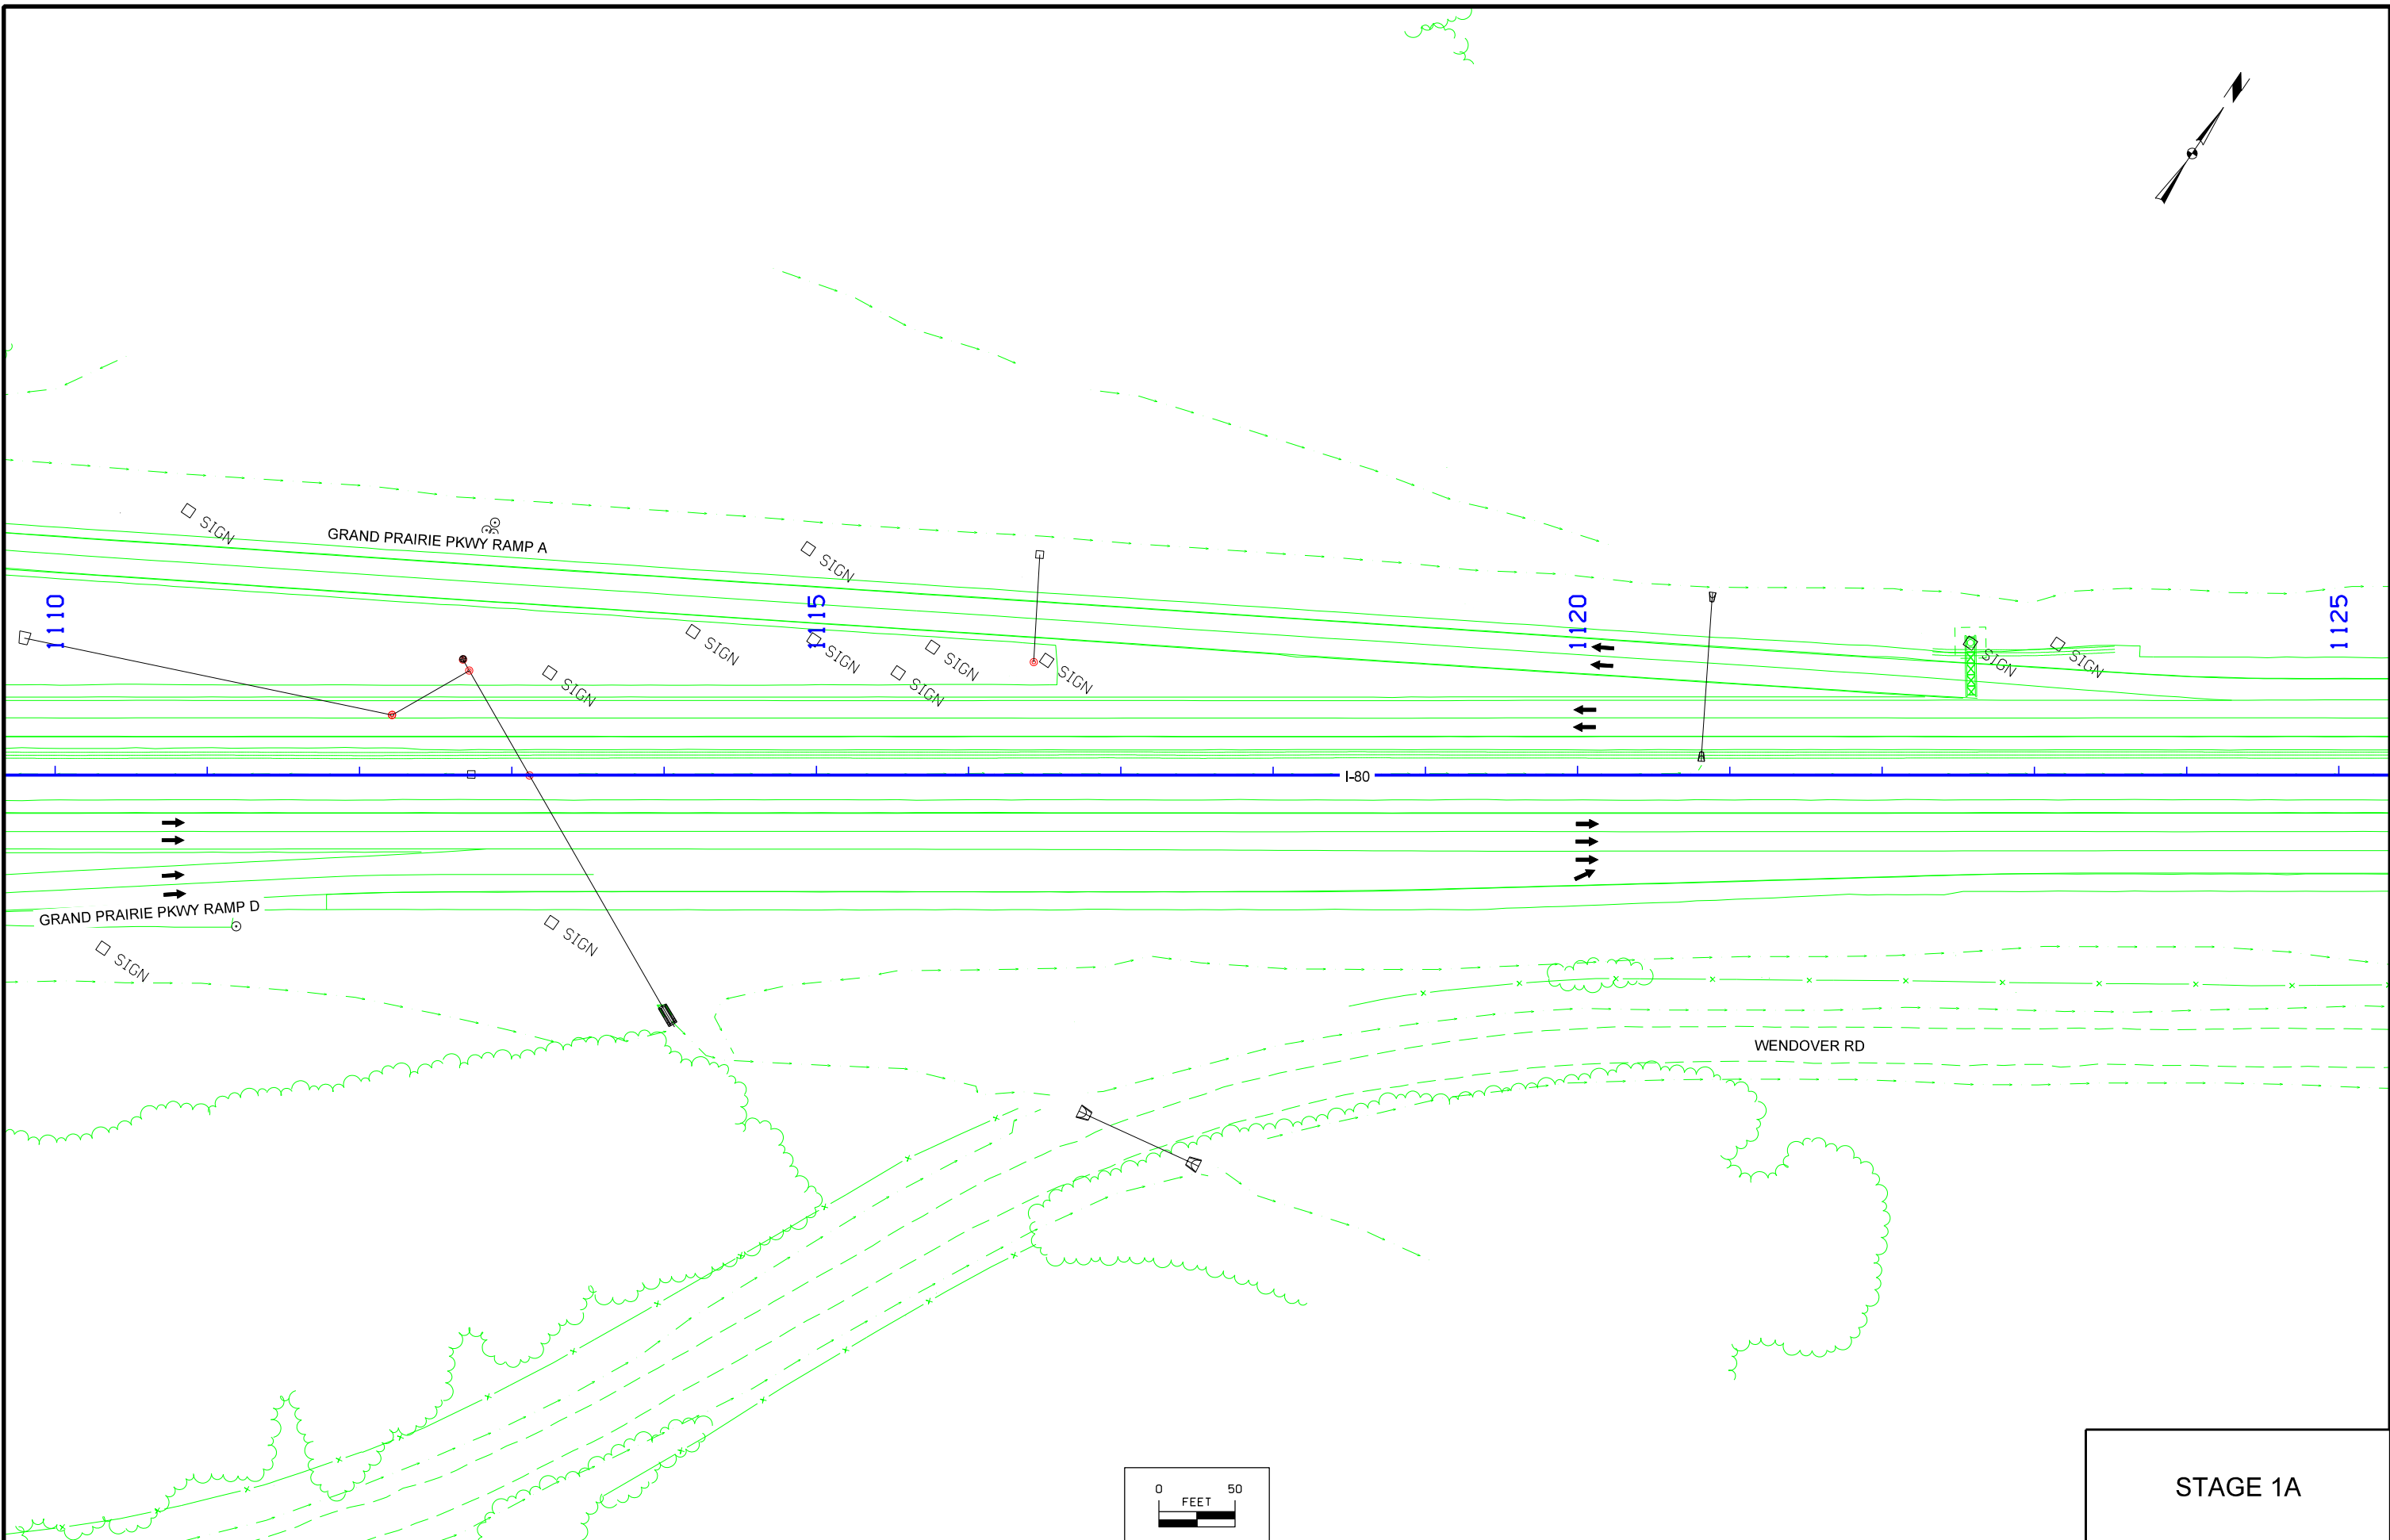 SIGN
GRAND PRAIRIE PKWY RAMP A
SIGN
1110
1115
1120
1125
SIGN
SIGN
SIGN
SIGN
SIGN
SIGN
SIGN
SIGN
I-80
GRAND PRAIRIE PKWY RAMP D
SIGN
SIGN
WENDOVER RD
0 50
FEET
STAGE 1A